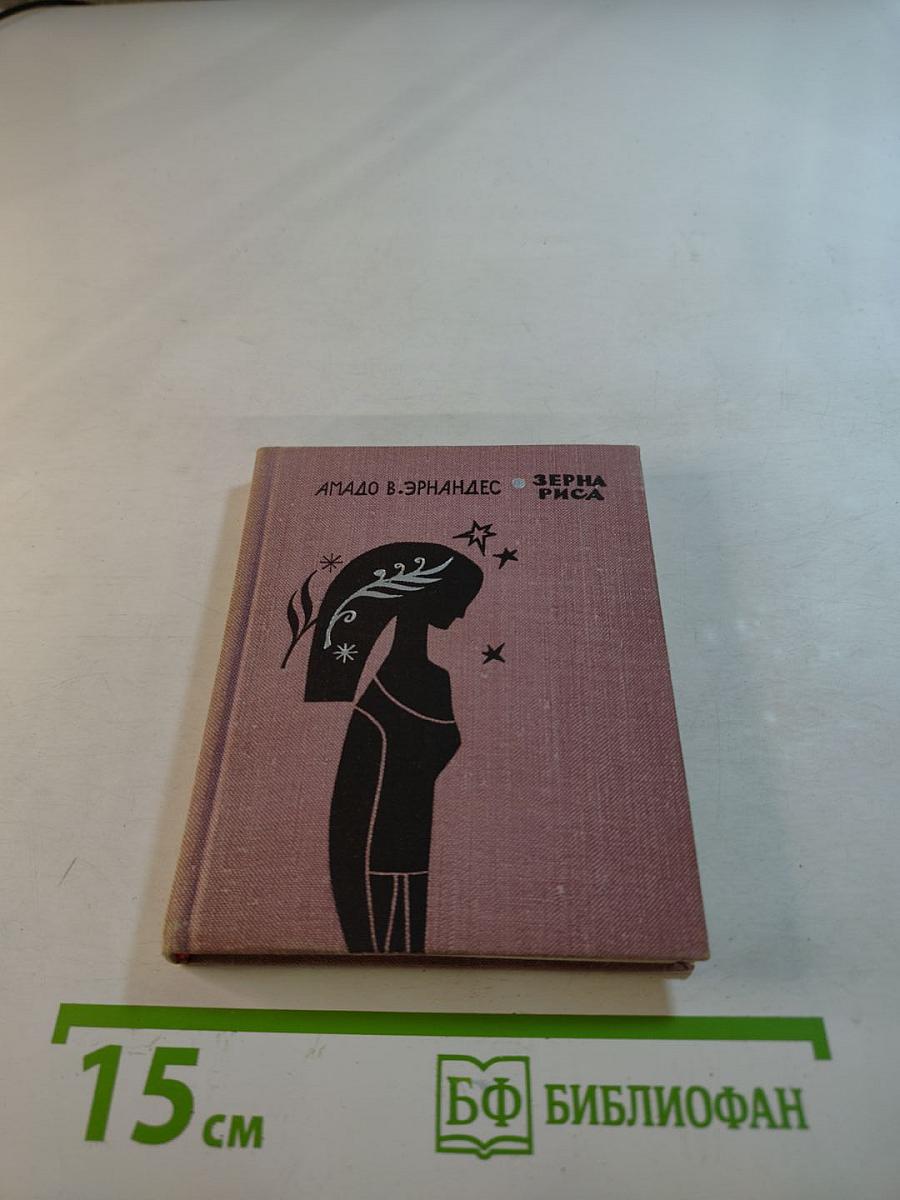 АМАДО В. ЭРНАНДЕС
ЗЕРНА
РИСА
15 см
БФ БИБЛИОФАН